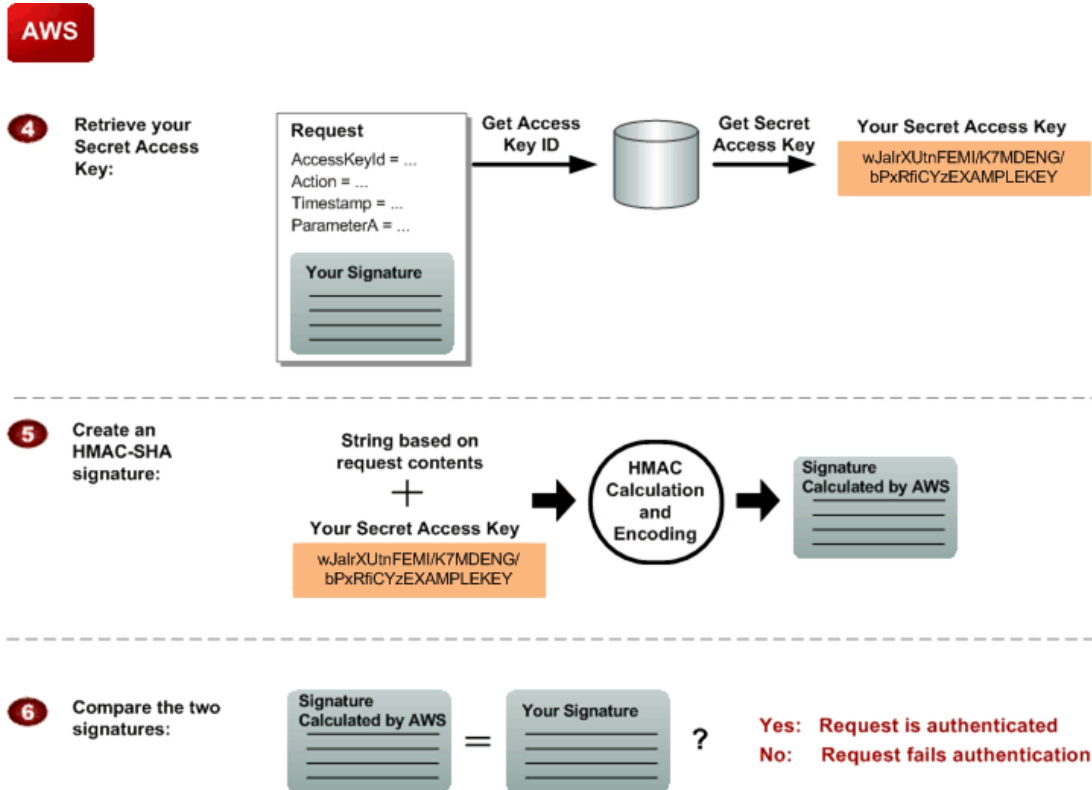 AWS
4
Retrieve your
Secret Access
Key:
Request
AccessKeyId = ...
Action = ...
Timestamp = ...
ParameterA = ...
Your Signature
Get Access
Key ID
Get Secret
Access Key
Your Secret Access Key
wJalrXUtnFEMI/K7MDENG/
bPxRfiCYzEXAMPLEKEY
5
Create an
HMAC-SHA
signature:
String based on
request contents
+
Your Secret Access Key
wJalrXUtnFEMI/K7MDENG/
bPxRfiCYzEXAMPLEKEY
HMAC
Calculation
and
Encoding
Signature
Calculated by AWS
6
Compare the two
signatures:
Signature
Calculated by AWS
=
Your Signature
?
Yes: Request is authenticated
No: Request fails authentication